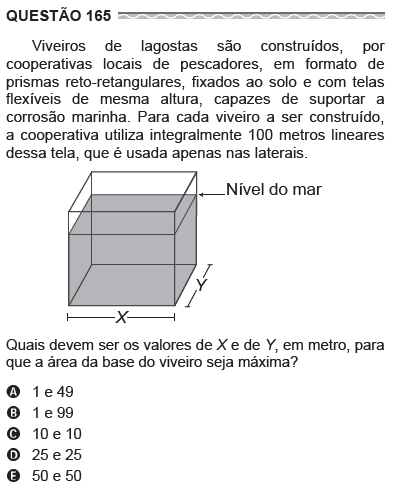 QUESTÃO 165
Viveiros de lagostas são construídos, por
cooperativas locais de pescadores, em formato de
prismas reto-retangulares, fixados ao solo e com telas
flexíveis de mesma altura, capazes de suportar a
corrosão marinha. Para cada viveiro a ser construído,
a cooperativa utiliza integralmente 100 metros lineares
dessa tela, que é usada apenas nas laterais.
Nível do mar
Y
X
Quais devem ser os valores de X e de Y, em metro, para
que a área da base do viveiro seja máxima?
A 1 e 49
B 1 e 99
C 10 e 10
D 25 e 25
E 50 e 50